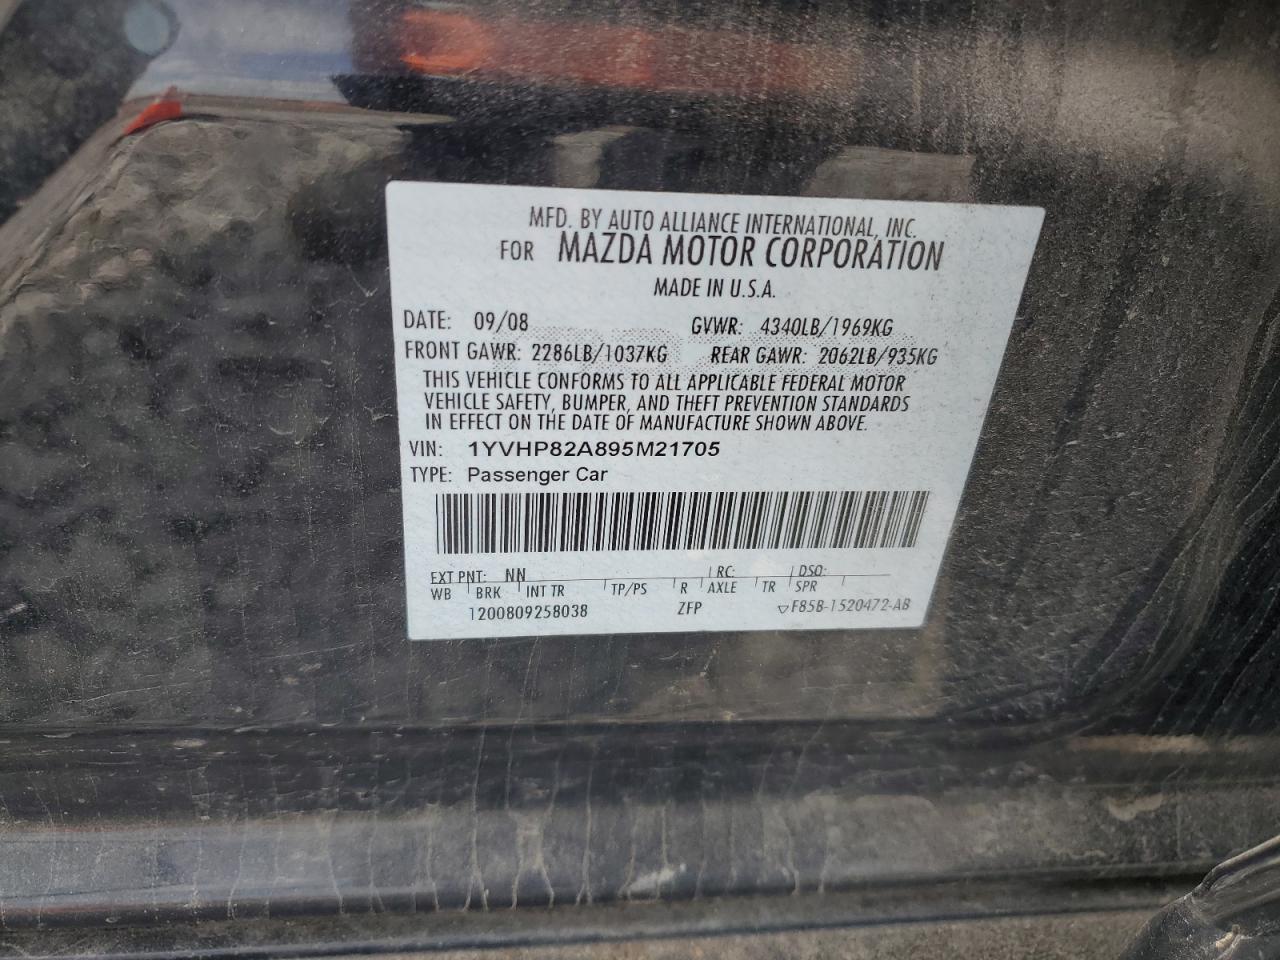 MFD. BY AUTO ALLIANCE INTERNATIONAL, INC.
FOR MAZDA MOTOR CORPORATION
MADE IN U.S.A.
DATE: 09/08 GVWR: 4340LB/1969KG
FRONT GAWR: 2286LB/1037KG REAR GAWR: 2062LB/935KG
THIS VEHICLE CONFORMS TO ALL APPLICABLE FEDERAL MOTOR
VEHICLE SAFETY, BUMPER, AND THEFT PREVENTION STANDARDS
IN EFFECT ON THE DATE OF MANUFACTURE SHOWN ABOVE.
VIN: 1YVHP82A895M21705
TYPE: Passenger Car
EXT PNT: NN RC: DSO:
WB BRK INT TR TP/PS R AXLE TR SPR
1200809258038 ZFP ▽F85B-1520472-AB